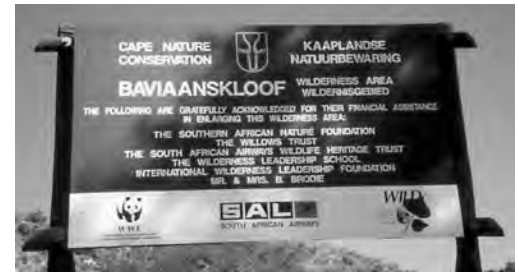 CAPE NATURE CONSERVATION
KAAPLANDSE NATUURBEWARING
BAVIAANSKLOOF WILDERNESS AREA WILDERNISGEBIED
THE FOLLOWING ARE GRATEFULLY ACKNOWLEDGED FOR THEIR FINANCIAL ASSISTANCE
IN ENLARGING THIS WILDERNESS AREA:
THE SOUTHERN AFRICAN NATURE FOUNDATION
THE WILLOWS TRUST
THE SOUTH AFRICAN AIRWAYS WILDLIFE HERITAGE TRUST
THE WILDERNESS LEADERSHIP SCHOOL
INTERNATIONAL WILDERNESS LEADERSHIP FOUNDATION
MR. & MRS. B. BRODIE
WWF
SAL
SOUTH AFRICAN AIRWAYS
WILD